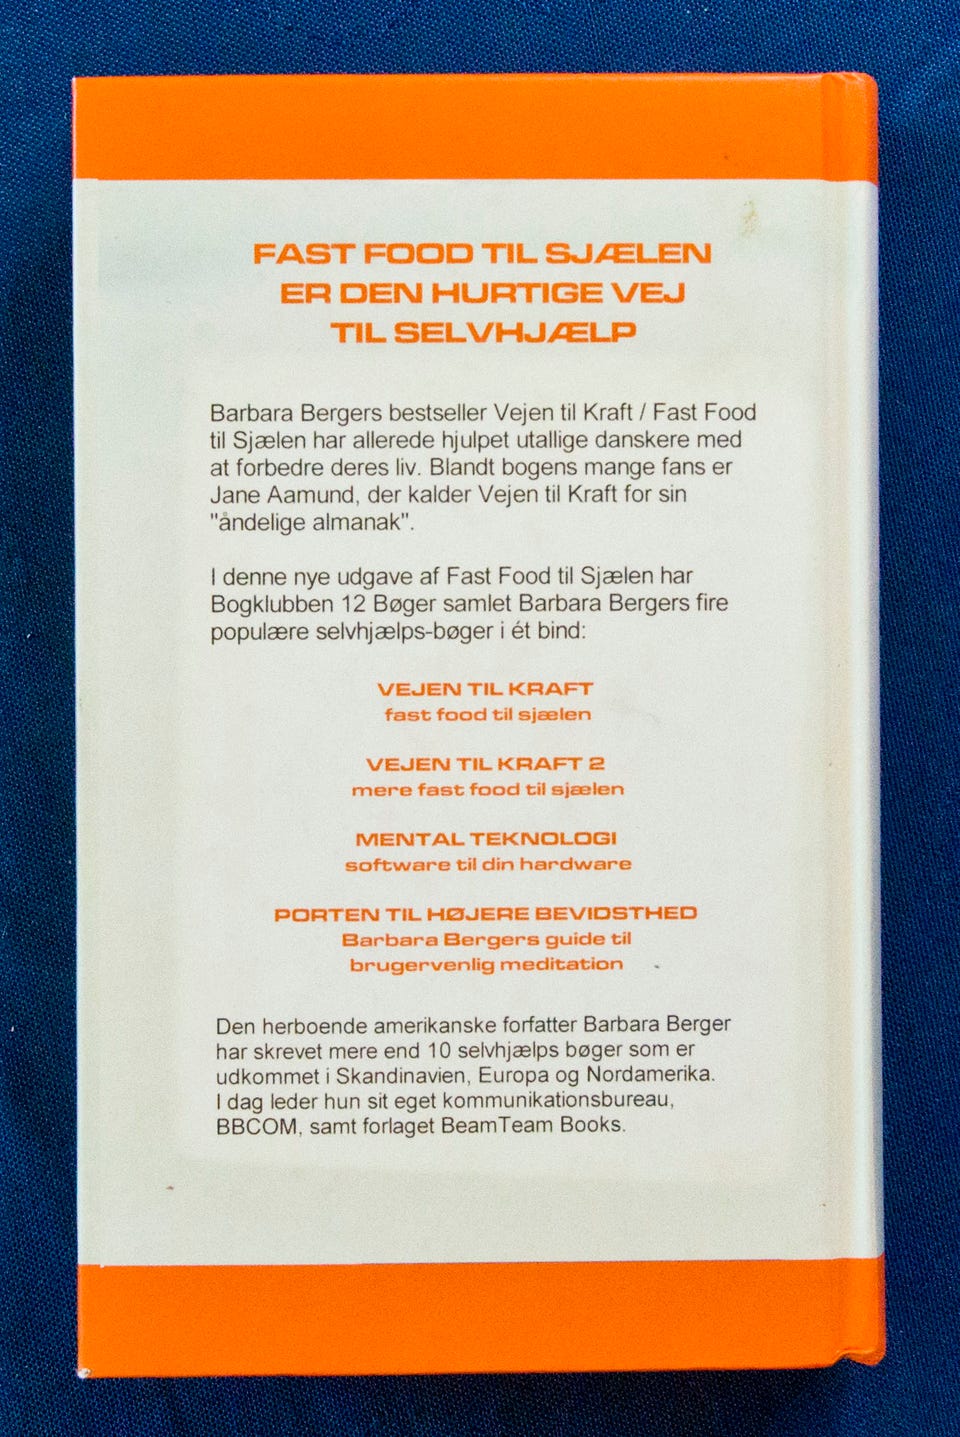 FAST FOOD TIL SJÆLEN
ER DEN HURTIGE VEJ
TIL SELVHJÆLP
Barbara Bergers bestseller Vejen til Kraft / Fast Food
til Sjælen har allerede hjulpet utallige danskere med
at forbedre deres liv. Blandt bogens mange fans er
Jane Aamund, der kalder Vejen til Kraft for sin
"åndelige almanak".
I denne nye udgave af Fast Food til Sjælen har
Bogklubben 12 Bøger samlet Barbara Bergers fire
populære selvhjælps-bøger i ét bind:
VEJEN TIL KRAFT
fast food til sjælen
VEJEN TIL KRAFT 2
mere fast food til sjælen
MENTAL TEKNOLOGI
software til din hardware
PORTEN TIL HØJERE BEVIDSTHED
Barbara Bergers guide til
brugervenlig meditation
Den herboende amerikanske forfatter Barbara Berger
har skrevet mere end 10 selvhjælps bøger som er
udkommet i Skandinavien, Europa og Nordamerika.
I dag leder hun sit eget kommunikationsbureau,
BBCOM, samt forlaget BeamTeam Books.